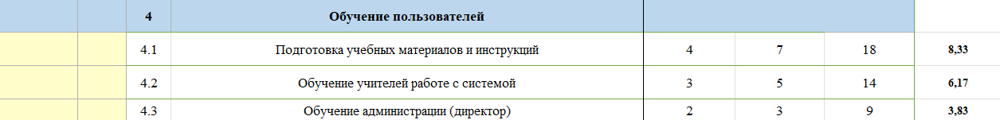 4 Обучение пользователей
4.1 Подготовка учебных материалов и инструкций 4 7 18 8,33
4.2 Обучение учителей работе с системой 3 5 14 6,17
4.3 Обучение администрации (директор) 2 3 9 3,83